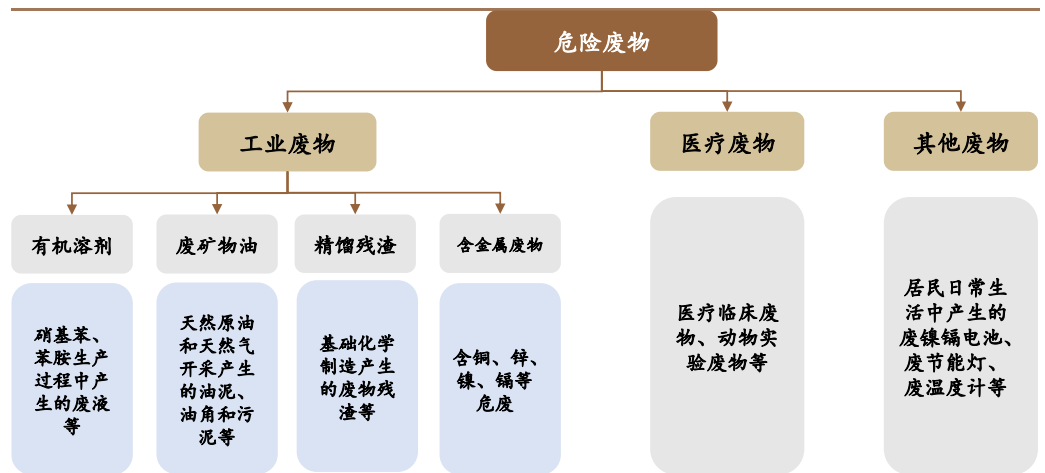 危险废物
工业废物
医疗废物
其他废物
有机溶剂
废矿物油
精馏残渣
含金属废物
硝基苯、
苯胺生产
过程中产
生的废液
等
天然原油
和天然气
开采产生
的油泥、
油角和污
泥等
基础化学
制造产生
的废物残
渣等
含铜、锌、
镍、镉等
危废
医疗临床废
物、动物实
验废物等
居民日常生
活中产生的
废镍镉电池、
废节能灯、
废温度计等